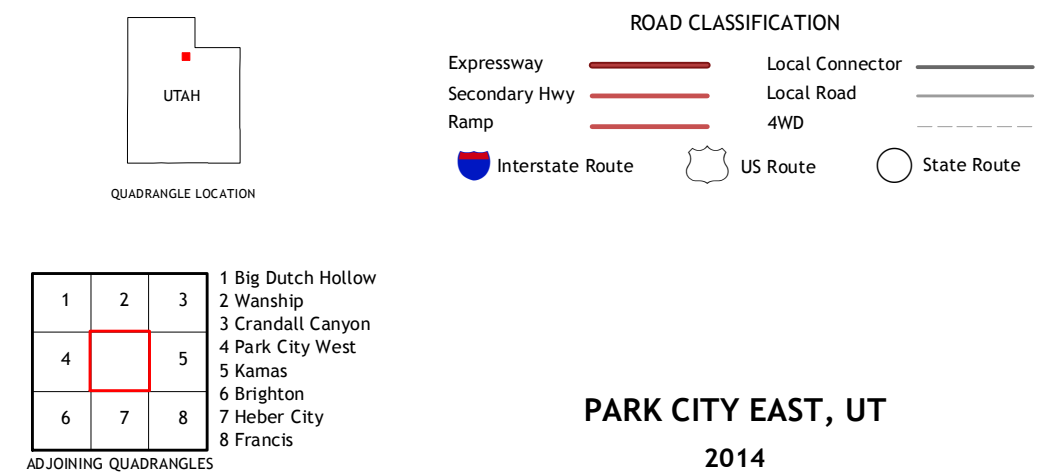 UTAH
QUADRANGLE LOCATION
ROAD CLASSIFICATION
Expressway
Secondary Hwy
Ramp
Local Connector
Local Road
4WD
Interstate Route
US Route
State Route
1 2 3
4 5
6 7 8
1 Big Dutch Hollow
2 Wanship
3 Crandall Canyon
4 Park City West
5 Kamas
6 Brighton
7 Heber City
8 Francis
ADJOINING QUADRANGLES
PARK CITY EAST, UT
2014